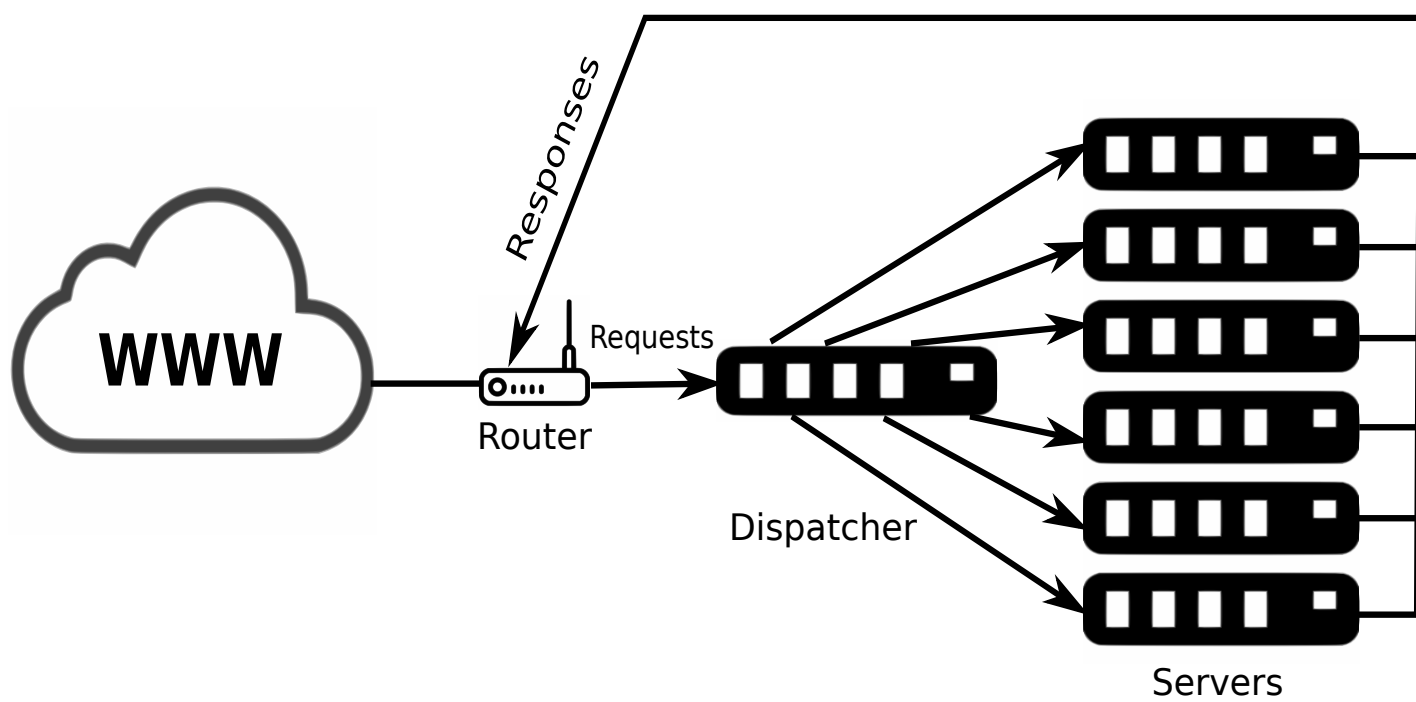 Responses
WWW
Requests
Router
Dispatcher
Servers